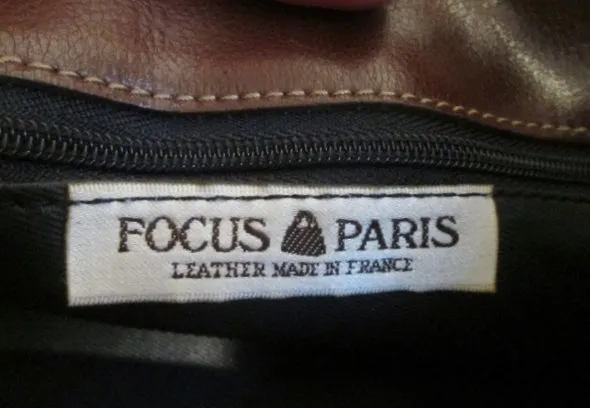 FOCUS PARIS
LEATHER MADE IN FRANCE